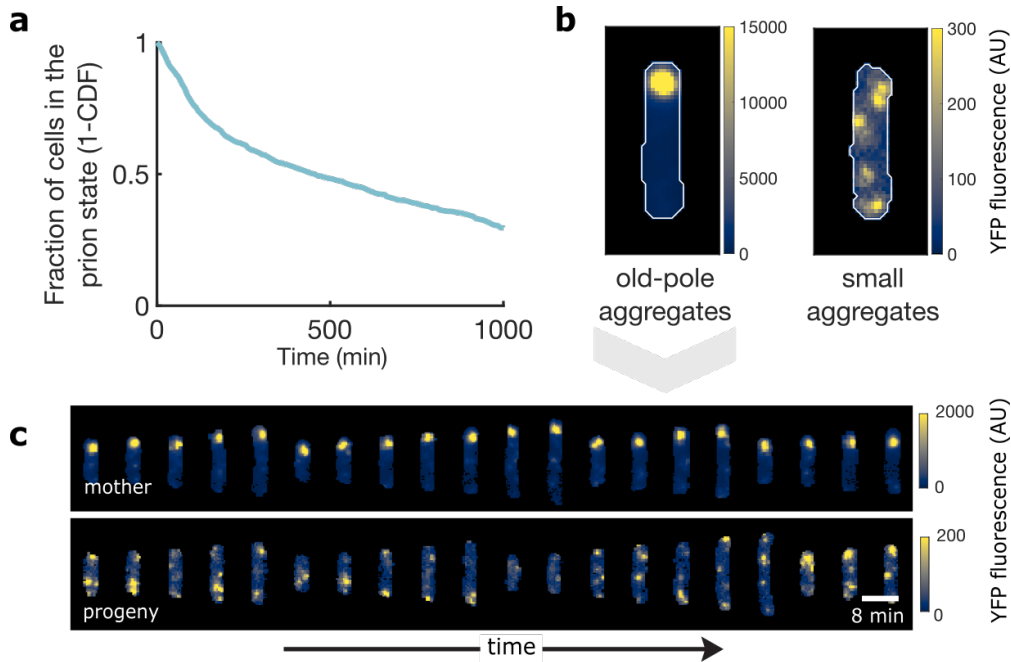 a
Fraction of cells in the
prion state (1-CDF)
1
0.5
0
0
500
1000
Time (min)
b
15000
10000
5000
0
old-pole
aggregates
300
200
100
0
small
aggregates
YFP fluorescence (AU)
c
mother
2000
0
progeny
8 min
200
0
YFP fluorescence (AU)
time